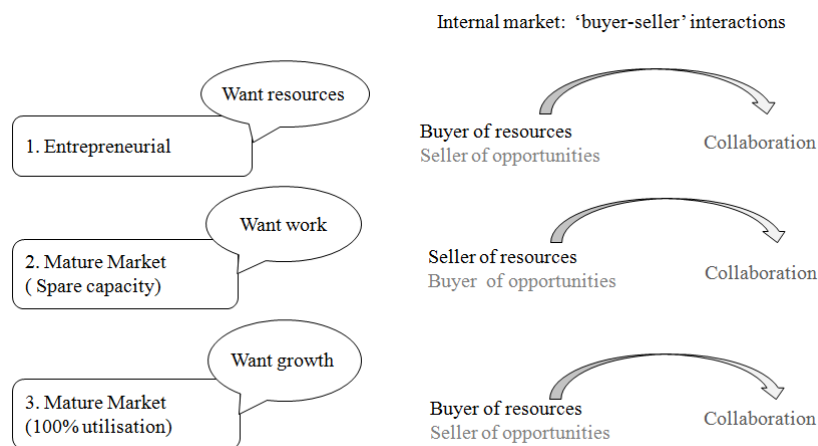 Internal market: ‘buyer-seller’ interactions
Want resources
1. Entrepreneurial
Buyer of resources
Seller of opportunities
Collaboration
Want work
2. Mature Market
( Spare capacity)
Seller of resources
Buyer of opportunities
Collaboration
Want growth
3. Mature Market
(100% utilisation)
Buyer of resources
Seller of opportunities
Collaboration